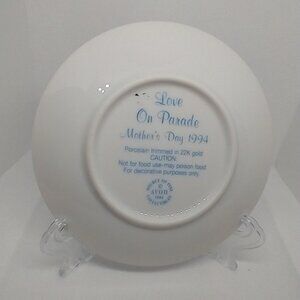 Love
On Parade
Mother's Day 1994
Porcelain trimmed in 22K gold
CAUTION:
Not for food use-may poison food
For decorative purposes only.
©
AVON
1994